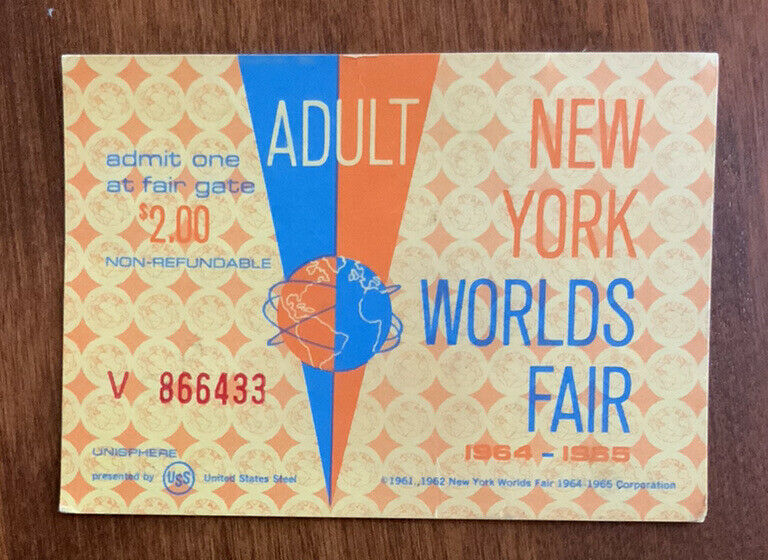 ADULT
admit one
at fair gate
$2.00
NON-REFUNDABLE
V 866433
UNISPHERE
presented by USS United States Steel
NEW
YORK
WORLDS
FAIR
1964 - 1965
©1961,,1962 New York Worlds Fair 1964-1965 Corporation